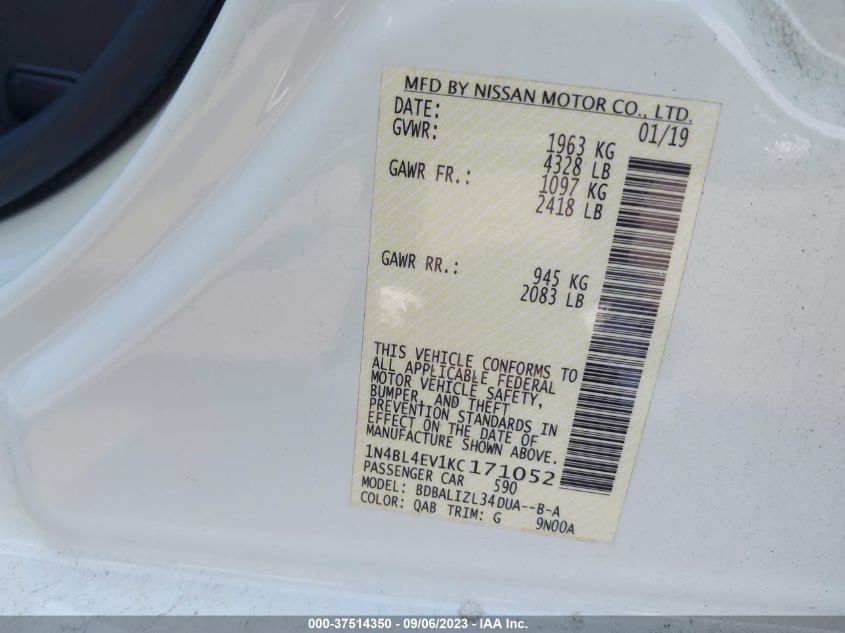 MFD BY NISSAN MOTOR CO., LTD.
DATE: 01/19
GVWR: 1963 KG
4328 LB
GAWR FR.: 1097 KG
2418 LB
GAWR RR.: 945 KG
2083 LB
THIS VEHICLE CONFORMS TO
ALL APPLICABLE FEDERAL
MOTOR VEHICLE SAFETY,
BUMPER, AND THEFT
PREVENTION STANDARDS IN
EFFECT ON THE DATE OF
MANUFACTURE SHOWN ABOVE.
1N4BL4EV1KC171052
PASSENGER CAR 590
MODEL: BDBALIZL34DUA--B-A
COLOR: QAB TRIM: G 9N00A
000-37514350 - 09/06/2023 - IAA Inc.